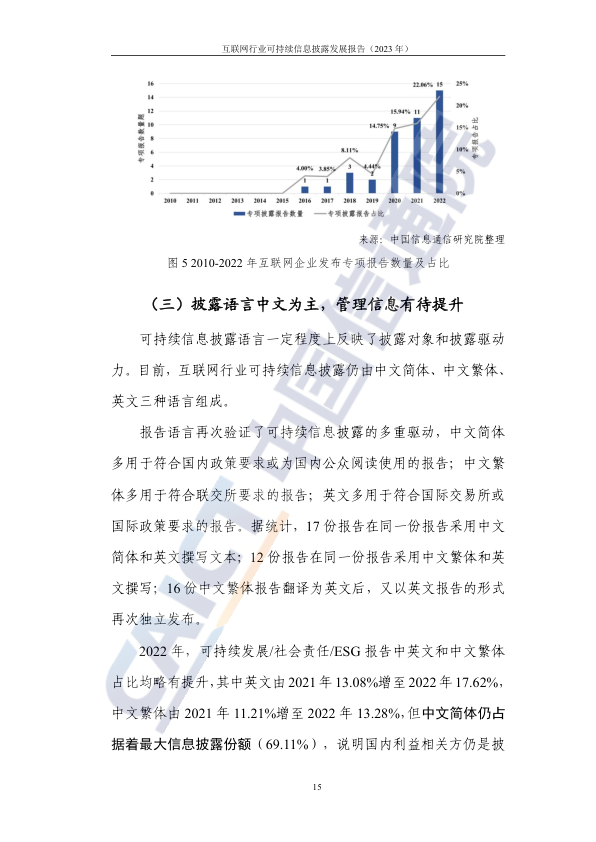 互联网行业可持续信息披露发展报告（2023 年）
专项报告数量/篇
16
14
12
10
8
6
4
2
0
25%
20%
15%
10%
5%
0%
专项报告占比
4.00% 3.85% 8.11% 4.44% 14.75% 15.94% 22.06%
1 1 3 2 9 11 15
2010 2011 2012 2013 2014 2015 2016 2017 2018 2019 2020 2021 2022
专项披露报告数量 专项披露报告占比
来源：中国信息通信研究院整理
图 5 2010-2022 年互联网企业发布专项报告数量及占比
（三）披露语言中文为主，管理信息有待提升
可持续信息披露语言一定程度上反映了披露对象和披露驱动
力。目前，互联网行业可持续信息披露仍由中文简体、中文繁体、
英文三种语言组成。
报告语言再次验证了可持续信息披露的多重驱动，中文简体
多用于符合国内政策要求或为国内公众阅读使用的报告；中文繁
体多用于符合联交所要求的报告；英文多用于符合国际交易所或
国际政策要求的报告。据统计，17 份报告在同一份报告采用中文
简体和英文撰写文本；12 份报告在同一份报告采用中文繁体和英
文撰写；16 份中文繁体报告翻译为英文后，又以英文报告的形式
再次独立发布。
2022 年，可持续发展/社会责任/ESG 报告中英文和中文繁体
占比均略有提升，其中英文由 2021 年 13.08%增至 2022 年 17.62%，
中文繁体由 2021 年 11.21%增至 2022 年 13.28%，但中文简体仍占
据着最大信息披露份额（69.11%），说明国内利益相关方仍是披
15
CAICT 中国信通院